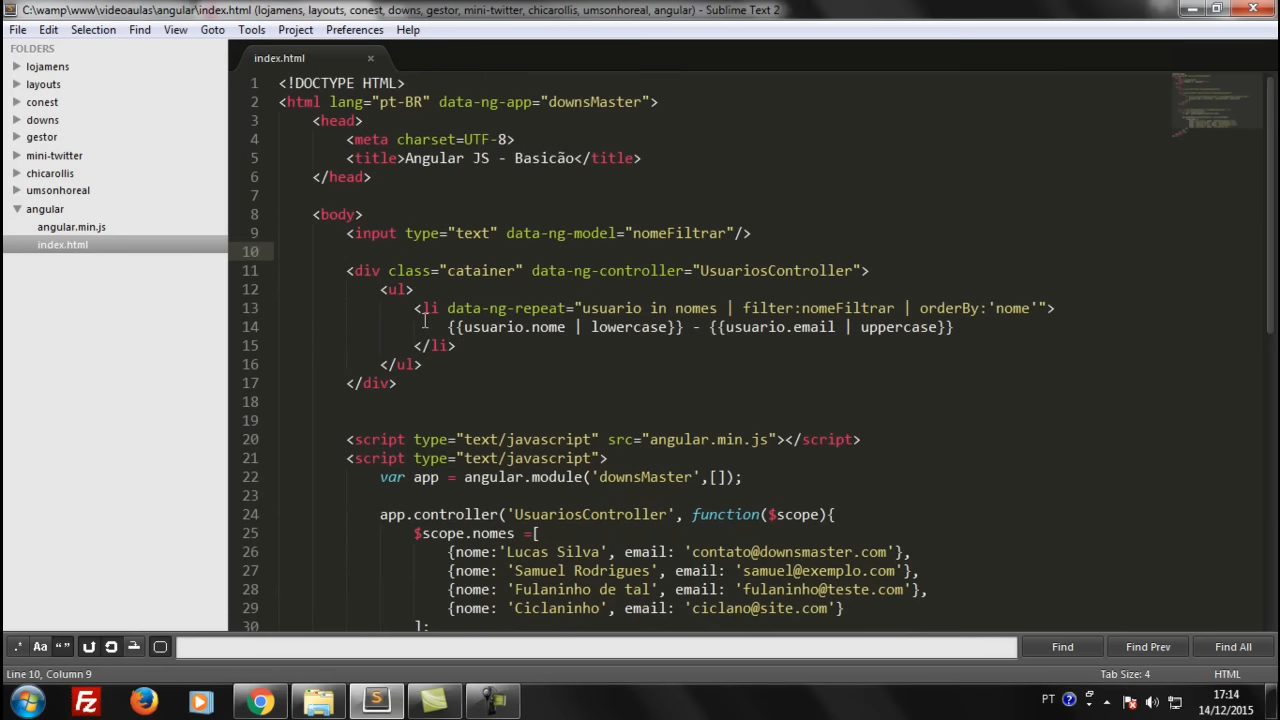 C:\wamp\www\videoaulas\angular\index.html (lojamens, layouts, conest, downs, gestor, mini-twitter, chicarollis, umsonhoreal, angular) - Sublime Text 2
File Edit Selection Find View Goto Tools Project Preferences Help
FOLDERS
lojamens
layouts
conest
downs
gestor
mini-twitter
chicarollis
umsonhoreal
angular
angular.min.js
index.html
index.html
1 <!DOCTYPE HTML>
2 <html lang="pt-BR" data-ng-app="downsMaster">
3 <head>
4 <meta charset=UTF-8>
5 <title>Angular JS - Basicão</title>
6 </head>
7
8 <body>
9 <input type="text" data-ng-model="nomeFiltrar"/>
10
11 <div class="catainer" data-ng-controller="UsuariosController">
12 <ul>
13 <li data-ng-repeat="usuario in nomes | filter:nomeFiltrar | orderBy:'nome'">
14 {{usuario.nome | lowercase}} - {{usuario.email | uppercase}}
15 </li>
16 </ul>
17 </div>
18
19
20 <script type="text/javascript" src="angular.min.js"></script>
21 <script type="text/javascript">
22 var app = angular.module('downsMaster',[]);
23
24 app.controller('UsuariosController', function($scope){
25 $scope.nomes =[
26 {nome:'Lucas Silva', email: 'contato@downsmaster.com'},
27 {nome: 'Samuel Rodrigues', email: 'samuel@exemplo.com'},
28 {nome: 'Fulaninho de tal', email: 'fulaninho@teste.com'},
29 {nome: 'Ciclaninho', email: 'ciclano@site.com'}
30 ];
.* Aa “” Find Find Prev Find All
Line 10, Column 9 Tab Size: 4 HTML
PT 17:14
14/12/2015